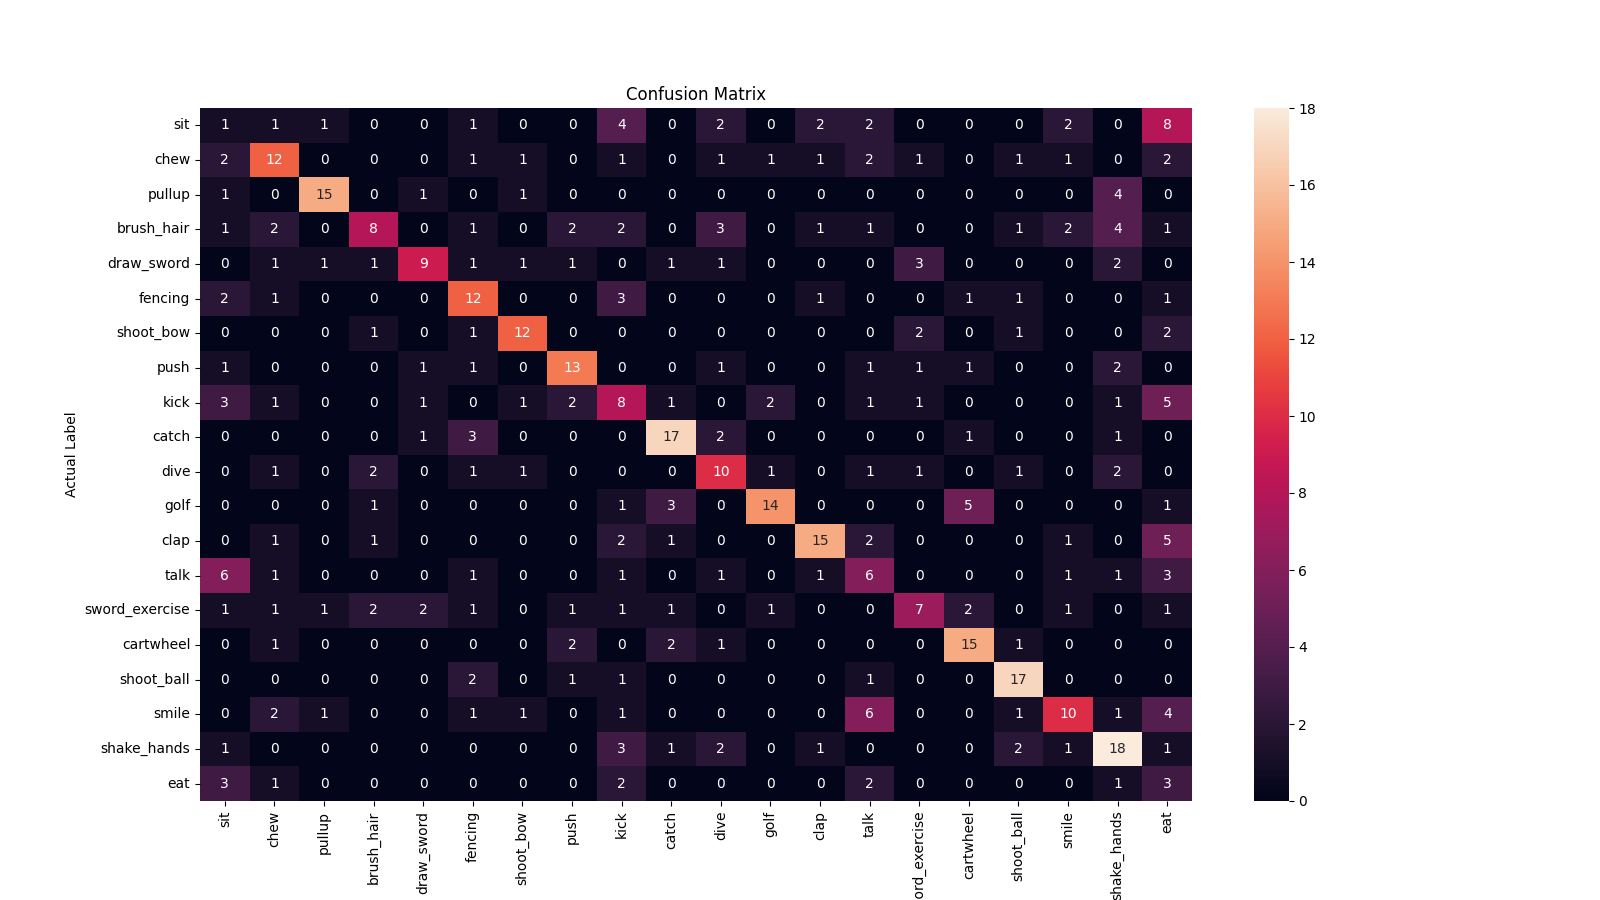 Confusion Matrix
sit 1 1 1 0 0 1 0 0 4 0 2 0 2 2 0 0 0 2 0 8
chew 2 12 0 0 0 1 1 0 1 0 1 1 1 2 1 0 1 1 0 2
pullup 1 0 15 0 1 0 1 0 0 0 0 0 0 0 0 0 0 0 4 0
brush_hair 1 2 0 8 0 1 0 2 2 0 3 0 1 1 0 0 1 2 4 1
draw_sword 0 1 1 1 9 1 1 1 0 1 1 0 0 0 3 0 0 0 2 0
fencing 2 1 0 0 0 12 0 0 3 0 0 0 1 0 0 1 1 0 0 1
shoot_bow 0 0 0 1 0 1 12 0 0 0 0 0 0 0 2 0 1 0 0 2
push 1 0 0 0 1 1 0 13 0 0 1 0 0 1 1 1 0 0 2 0
kick 3 1 0 0 1 0 1 2 8 1 0 2 0 1 1 0 0 0 1 5
catch 0 0 0 0 1 3 0 0 0 17 2 0 0 0 0 1 0 0 1 0
dive 0 1 0 2 0 1 1 0 0 0 10 1 0 1 1 0 1 0 2 0
golf 0 0 0 1 0 0 0 0 1 3 0 14 0 0 0 5 0 0 0 1
clap 0 1 0 1 0 0 0 0 2 1 0 0 15 2 0 0 0 1 0 5
talk 6 1 0 0 0 1 0 0 1 0 1 0 1 6 0 0 0 1 1 3
sword_exercise 1 1 1 2 2 1 0 1 1 1 0 1 0 0 7 2 0 1 0 1
cartwheel 0 1 0 0 0 0 0 2 0 2 1 0 0 0 0 15 1 0 0 0
shoot_ball 0 0 0 0 0 2 0 1 1 0 0 0 0 1 0 0 17 0 0 0
smile 0 2 1 0 0 1 1 0 1 0 0 0 0 6 0 0 1 10 1 4
shake_hands 1 0 0 0 0 0 0 0 3 1 2 0 1 0 0 0 2 1 18 1
eat 3 1 0 0 0 0 0 0 2 0 0 0 0 2 0 0 0 0 1 3
Actual Label
sit
chew
pullup
brush_hair
draw_sword
fencing
shoot_bow
push
kick
catch
dive
golf
clap
talk
ord_exercise
cartwheel
shoot_ball
smile
shake_hands
eat
18
16
14
12
10
8
6
4
2
0